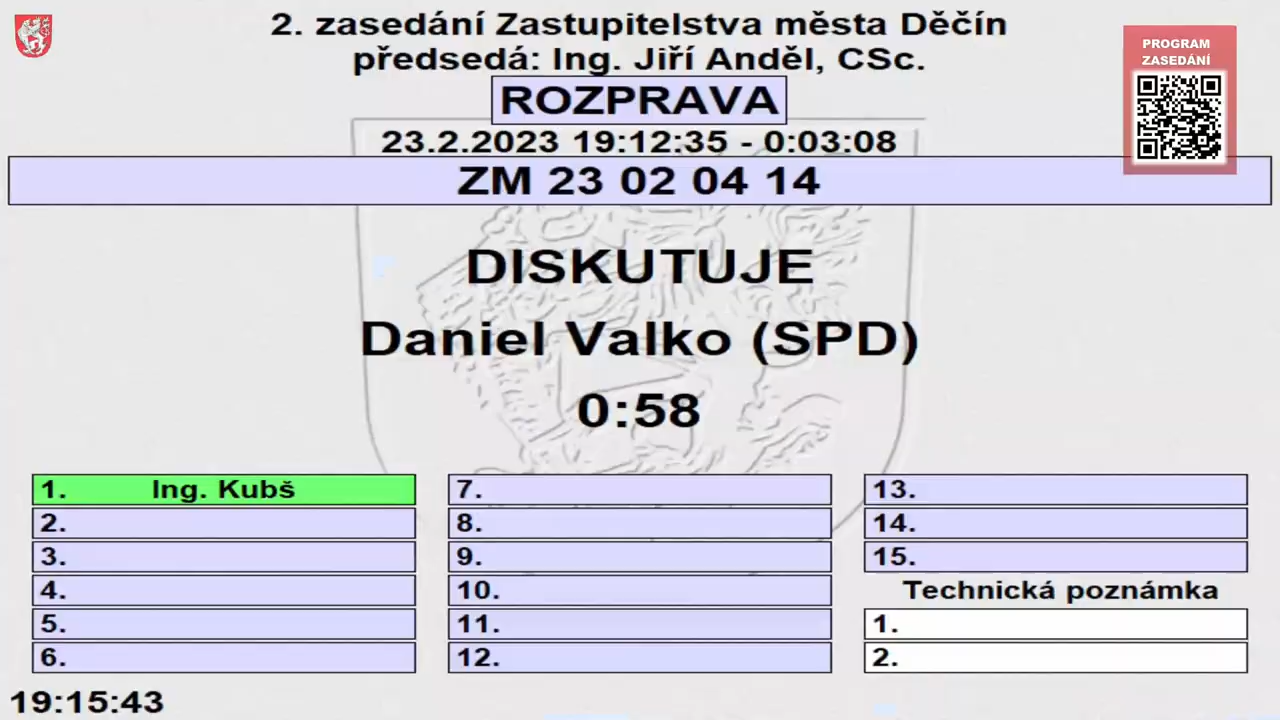 2. zasedání Zastupitelstva města Děčín
předsedá: Ing. Jiří Anděl, CSc.
PROGRAM
ZASEDÁNÍ
ROZPRAVA
23.2.2023 19:12:35 - 0:03:08
ZM 23 02 04 14
DISKUTUJE
Daniel Valko (SPD)
0:58
1. Ing. Kubš
2.
3.
4.
5.
6.
7.
8.
9.
10.
11.
12.
13.
14.
15.
Technická poznámka
1.
2.
19:15:43